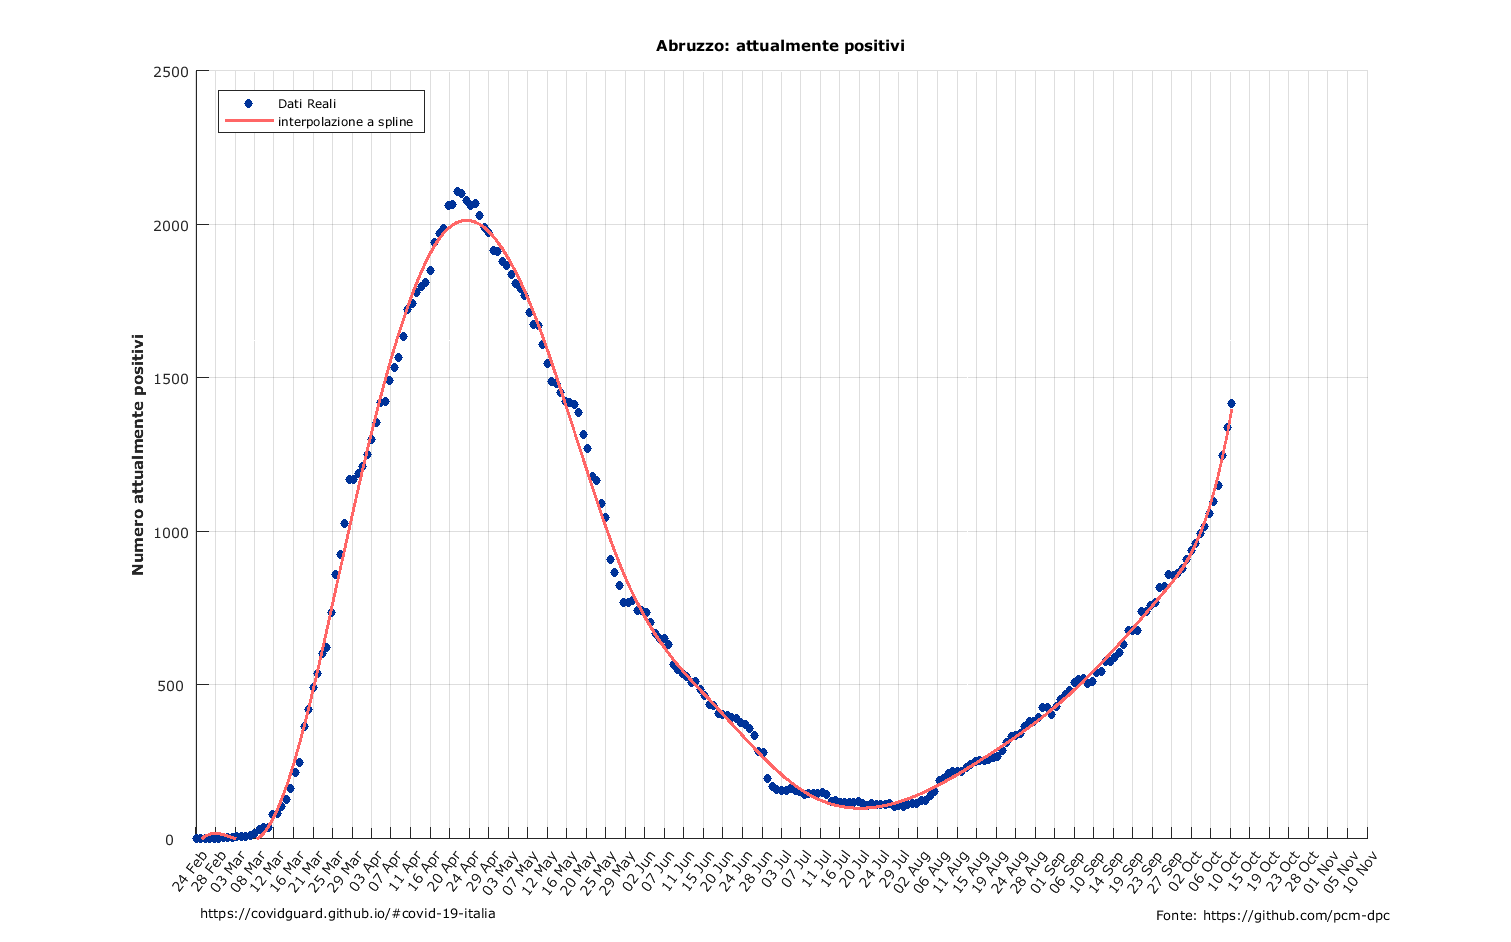 Abruzzo: attualmente positivi
2500
Dati Reali
interpolazione a spline
2000
1500
1000
500
0
Numero attualmente positivi
24 Feb
28 Feb
03 Mar
08 Mar
12 Mar
16 Mar
21 Mar
25 Mar
29 Mar
03 Apr
07 Apr
11 Apr
16 Apr
20 Apr
24 Apr
29 Apr
03 May
07 May
12 May
16 May
20 May
25 May
29 May
02 Jun
07 Jun
11 Jun
15 Jun
20 Jun
24 Jun
28 Jun
03 Jul
07 Jul
11 Jul
16 Jul
20 Jul
24 Jul
29 Jul
02 Aug
06 Aug
11 Aug
15 Aug
19 Aug
24 Aug
28 Aug
01 Sep
06 Sep
10 Sep
14 Sep
19 Sep
23 Sep
27 Sep
02 Oct
06 Oct
10 Oct
15 Oct
19 Oct
23 Oct
28 Oct
01 Nov
05 Nov
10 Nov
https://covidguard.github.io/#covid-19-italia
Fonte: https://github.com/pcm-dpc